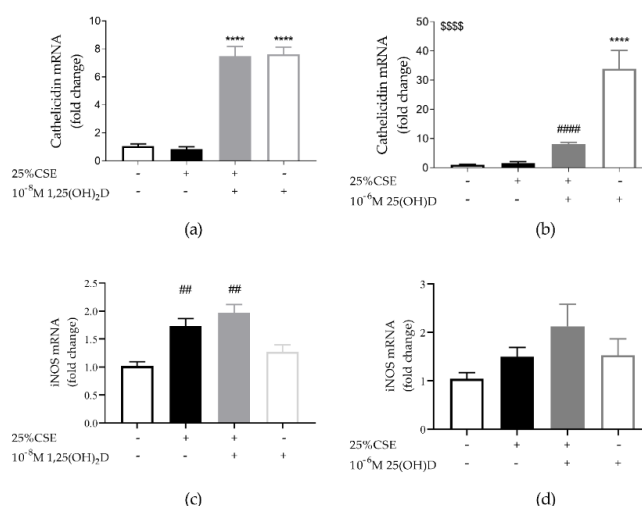 Cathelicidin mRNA
(fold change)
10
8
6
4
2
0
**** ****
25%CSE - + + -
10⁻⁸M 1,25(OH)₂D - - + +
(a)
Cathelicidin mRNA
(fold change)
50
40
30
20
10
0
$$$$
####
****
25%CSE - + + -
10⁻⁶M 25(OH)D - - + +
(b)
iNOS mRNA
(fold change)
2.5
2.0
1.5
1.0
0.5
0.0
## ##
25%CSE - + + -
10⁻⁸M 1,25(OH)₂D - - + +
(c)
iNOS mRNA
(fold change)
3
2
1
0
25%CSE - + + -
10⁻⁶M 25(OH)D - - + +
(d)